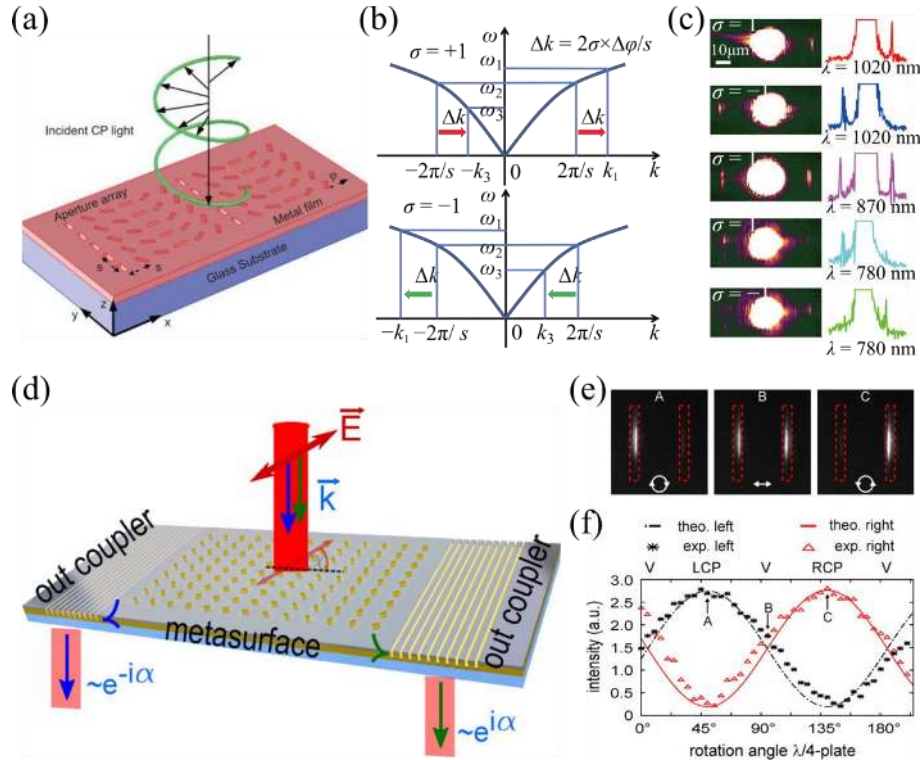 (a)
Incident CP light
Aperture array
Metal film
φ
s
s
Glass Substrate
z
y
x
(b)
σ = +1
ω
Δk = 2σ×Δφ/s
ω₁
ω₂
ω₃
Δk
Δk
−2π/s
−k₃
0
2π/s
k₁
k
σ = −1
ω
ω₁
ω₂
ω₃
Δk
Δk
−k₁
−2π/ s
0
k₃
2π/s
k
(c)
10μm
λ = 1020 nm
σ = −
λ = 1020 nm
λ = 870 nm
λ = 780 nm
σ = −
λ = 780 nm
(d)
E
k
out coupler
metasurface
out coupler
~e-iα
~eiα
(e)
A
B
C
(f)
theo. left
theo. right
exp. left
exp. right
V
LCP
V
RCP
V
intensity (a.u.)
3.0
2.5
2.0
1.5
1.0
0.5
0
A
B
C
0°
45°
90°
135°
180°
rotation angle λ/4-plate